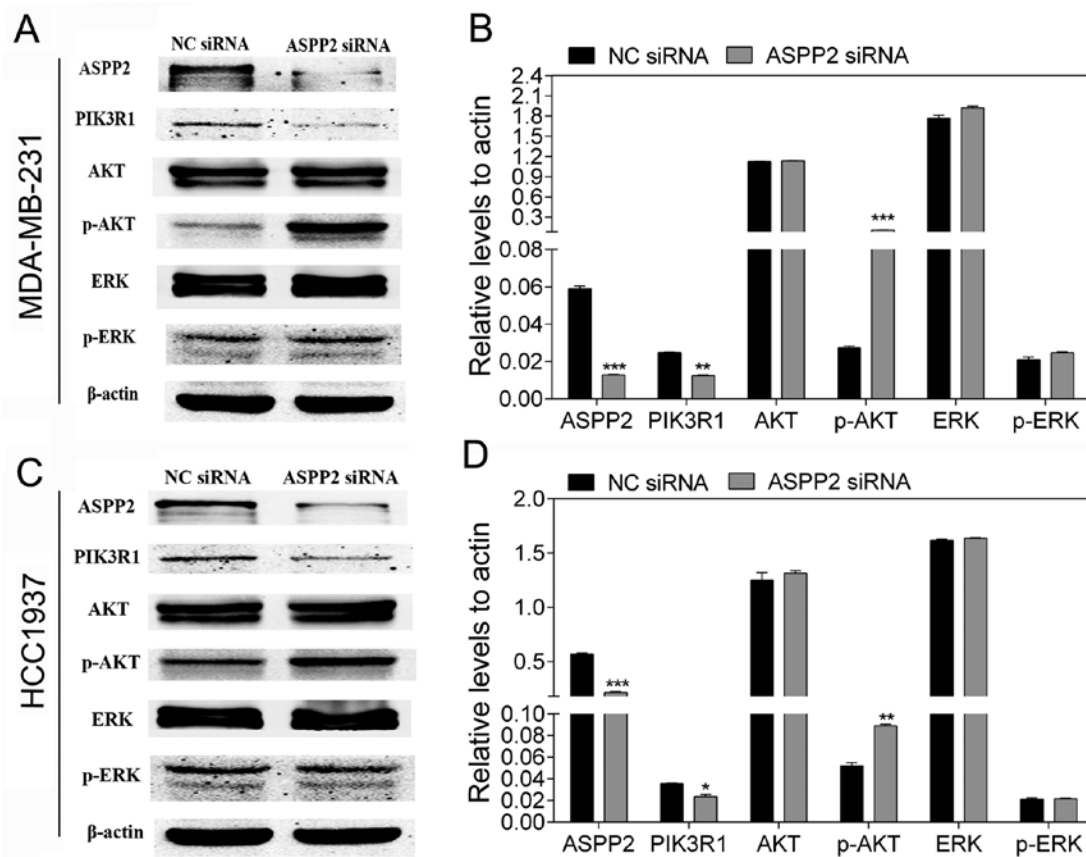 A
NC siRNA ASPP2 siRNA
ASPP2
PIK3R1
AKT
p-AKT
ERK
p-ERK
β-actin
MDA-MB-231
B
NC siRNA ASPP2 siRNA
Relative levels to actin
2.4
2.1
1.8
1.5
1.2
0.9
0.6
0.3
0.08
0.06
0.04
0.02
0.00
***
**
***
ASPP2 PIK3R1 AKT p-AKT ERK p-ERK
C
NC siRNA ASPP2 siRNA
ASPP2
PIK3R1
AKT
p-AKT
ERK
p-ERK
β-actin
HCC1937
D
NC siRNA ASPP2 siRNA
Relative levels to actin
2.0
1.5
1.0
0.5
0.10
0.08
0.06
0.04
0.02
0.00
***
*
**
ASPP2 PIK3R1 AKT p-AKT ERK p-ERK